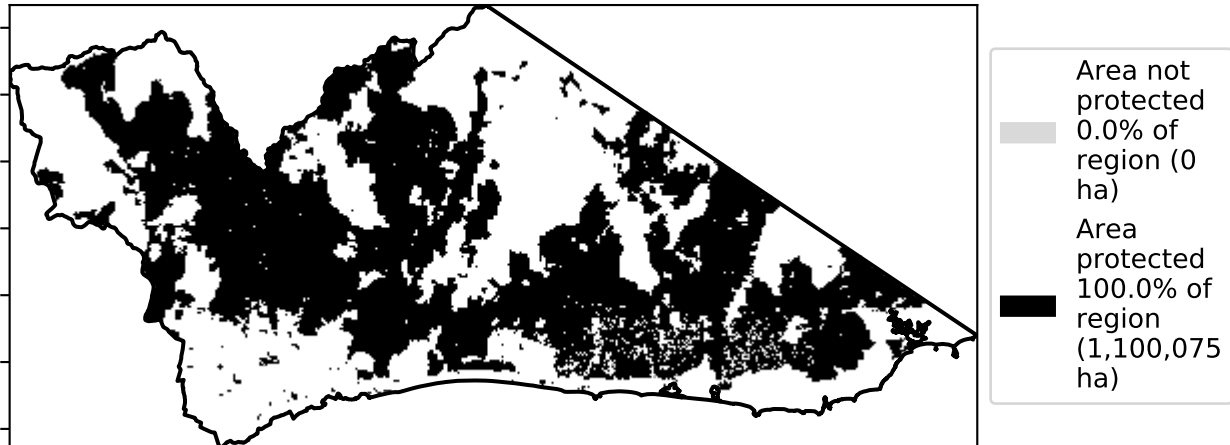 Area not
protected
0.0% of
region (0
ha)
Area
protected
100.0% of
region
(1,100,075
ha)